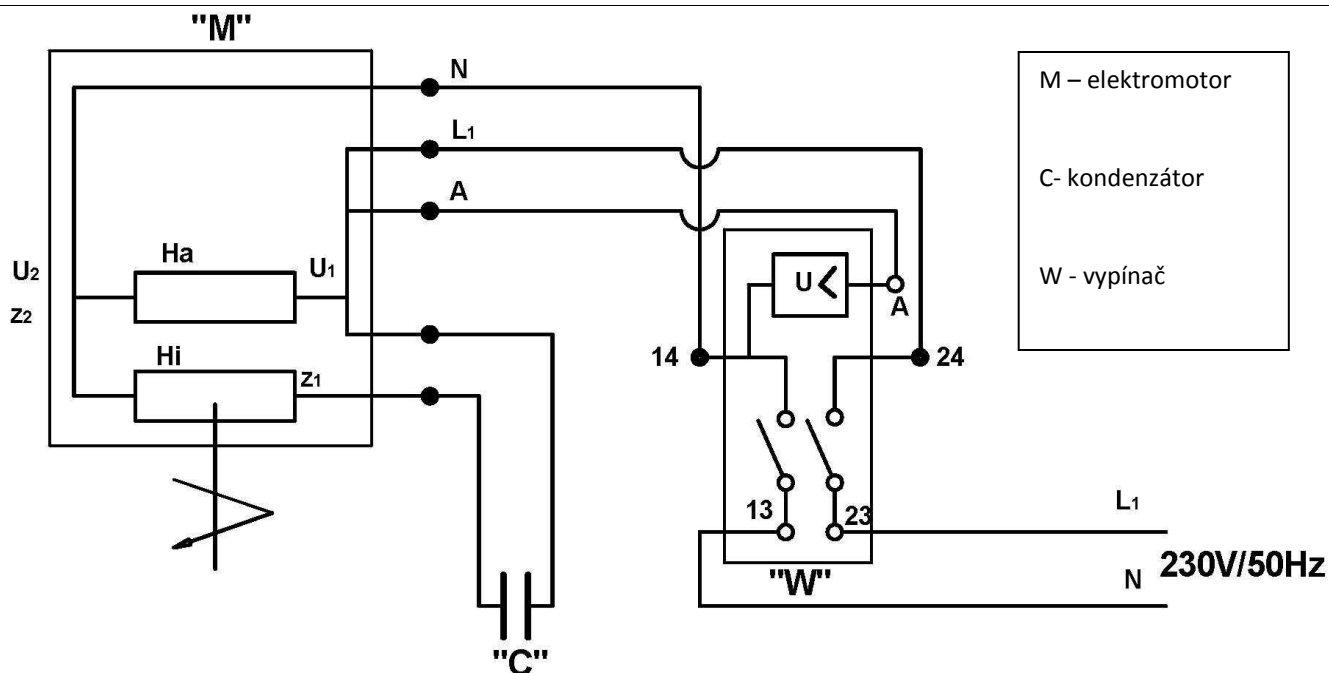 "M"
N
L1
A
Ha
U1
U2
z2
Hi
z1
"C"
U <
A
14
24
13
23
"W"
L1
N
230V/50Hz
M – elektromotor
C- kondenzátor
W - vypínač